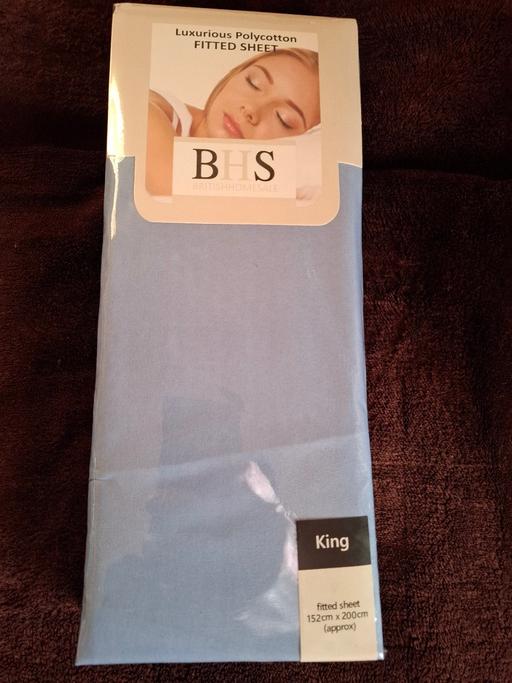 Luxurious Polycotton
FITTED SHEET
BHS
BRITISHHOMESALE
King
fitted sheet
152cm x 200cm
(approx)